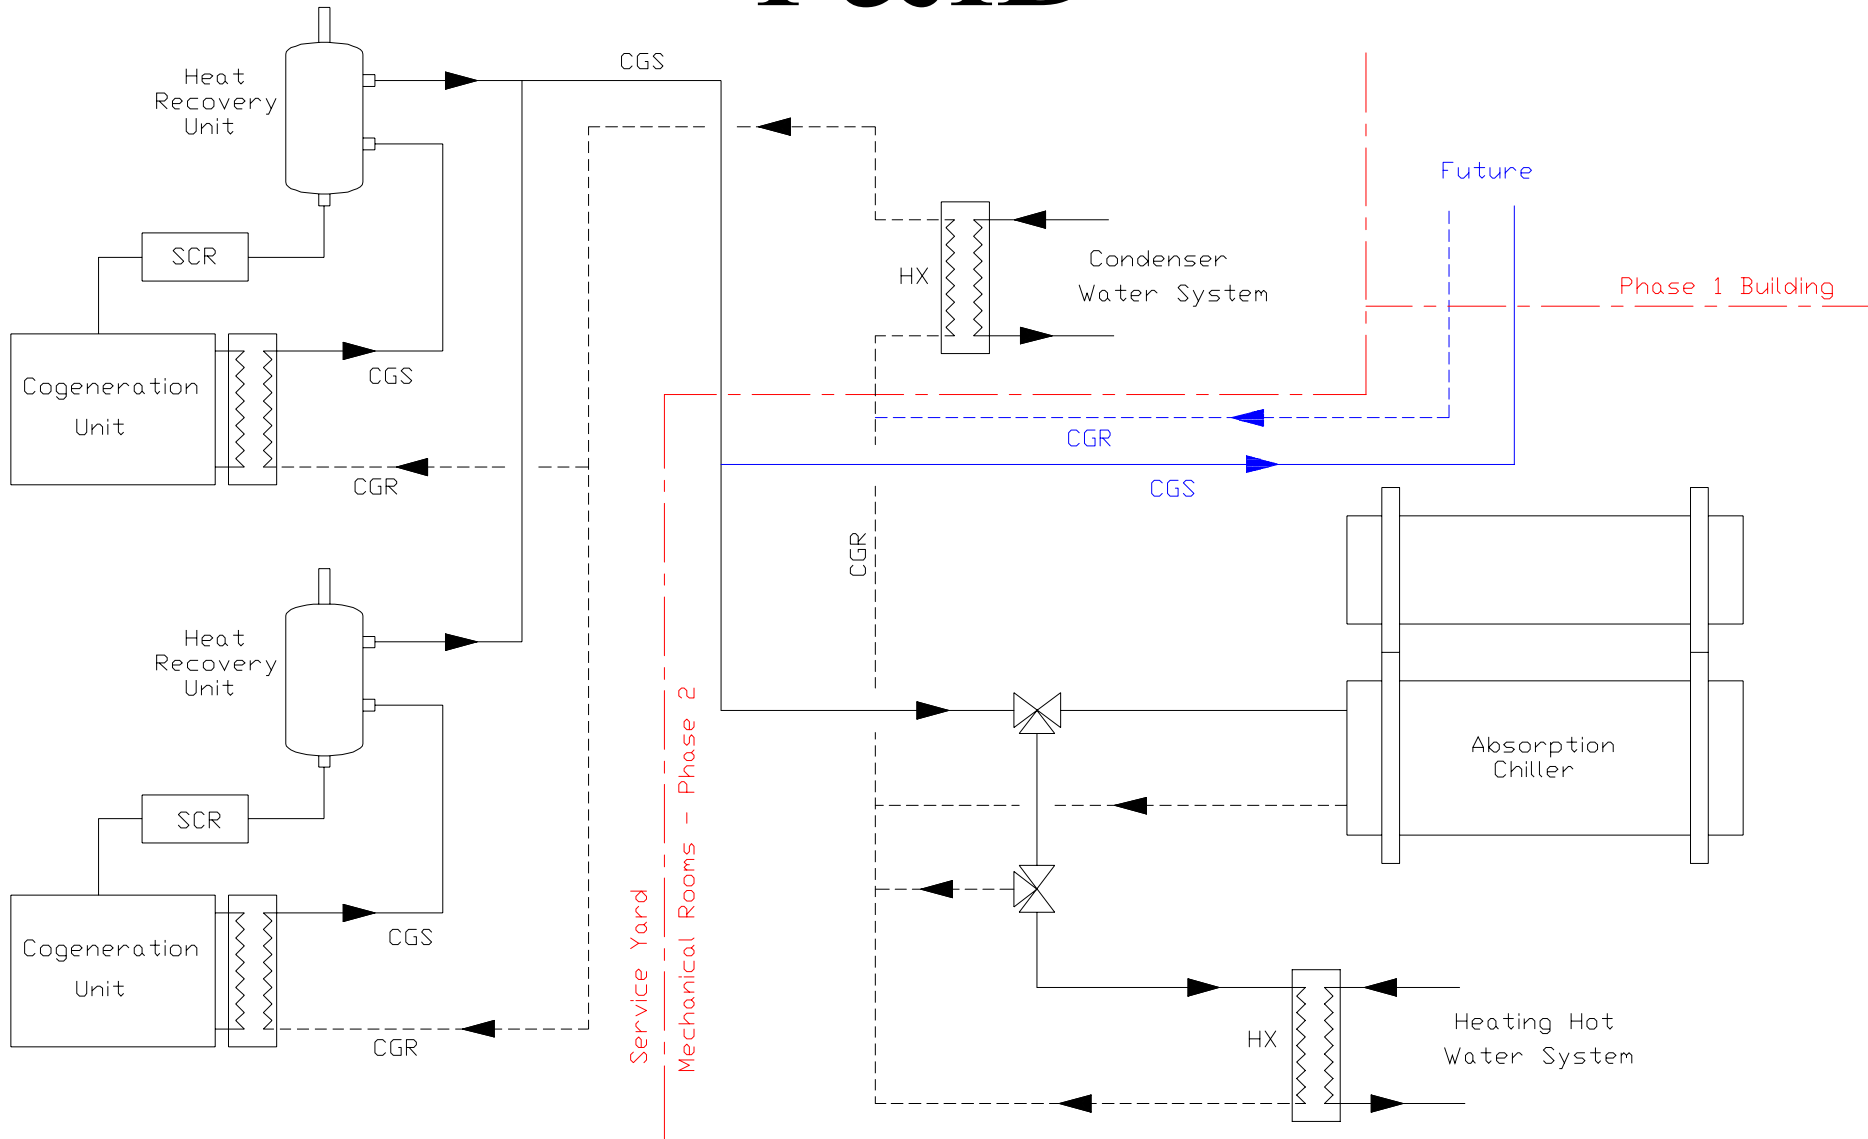 CGS
Heat
Recovery
Unit
Future
SCR
Condenser
HX
Water System
Phase 1 Building
CGS
Cogeneration
Unit
CGR
CGR
CGS
CGR
Heat
Recovery
Unit
Absorption
Chiller
SCR
Service Yard
Mechanical Rooms - Phase 2
CGS
Cogeneration
Unit
Heating Hot
HX
Water System
CGR